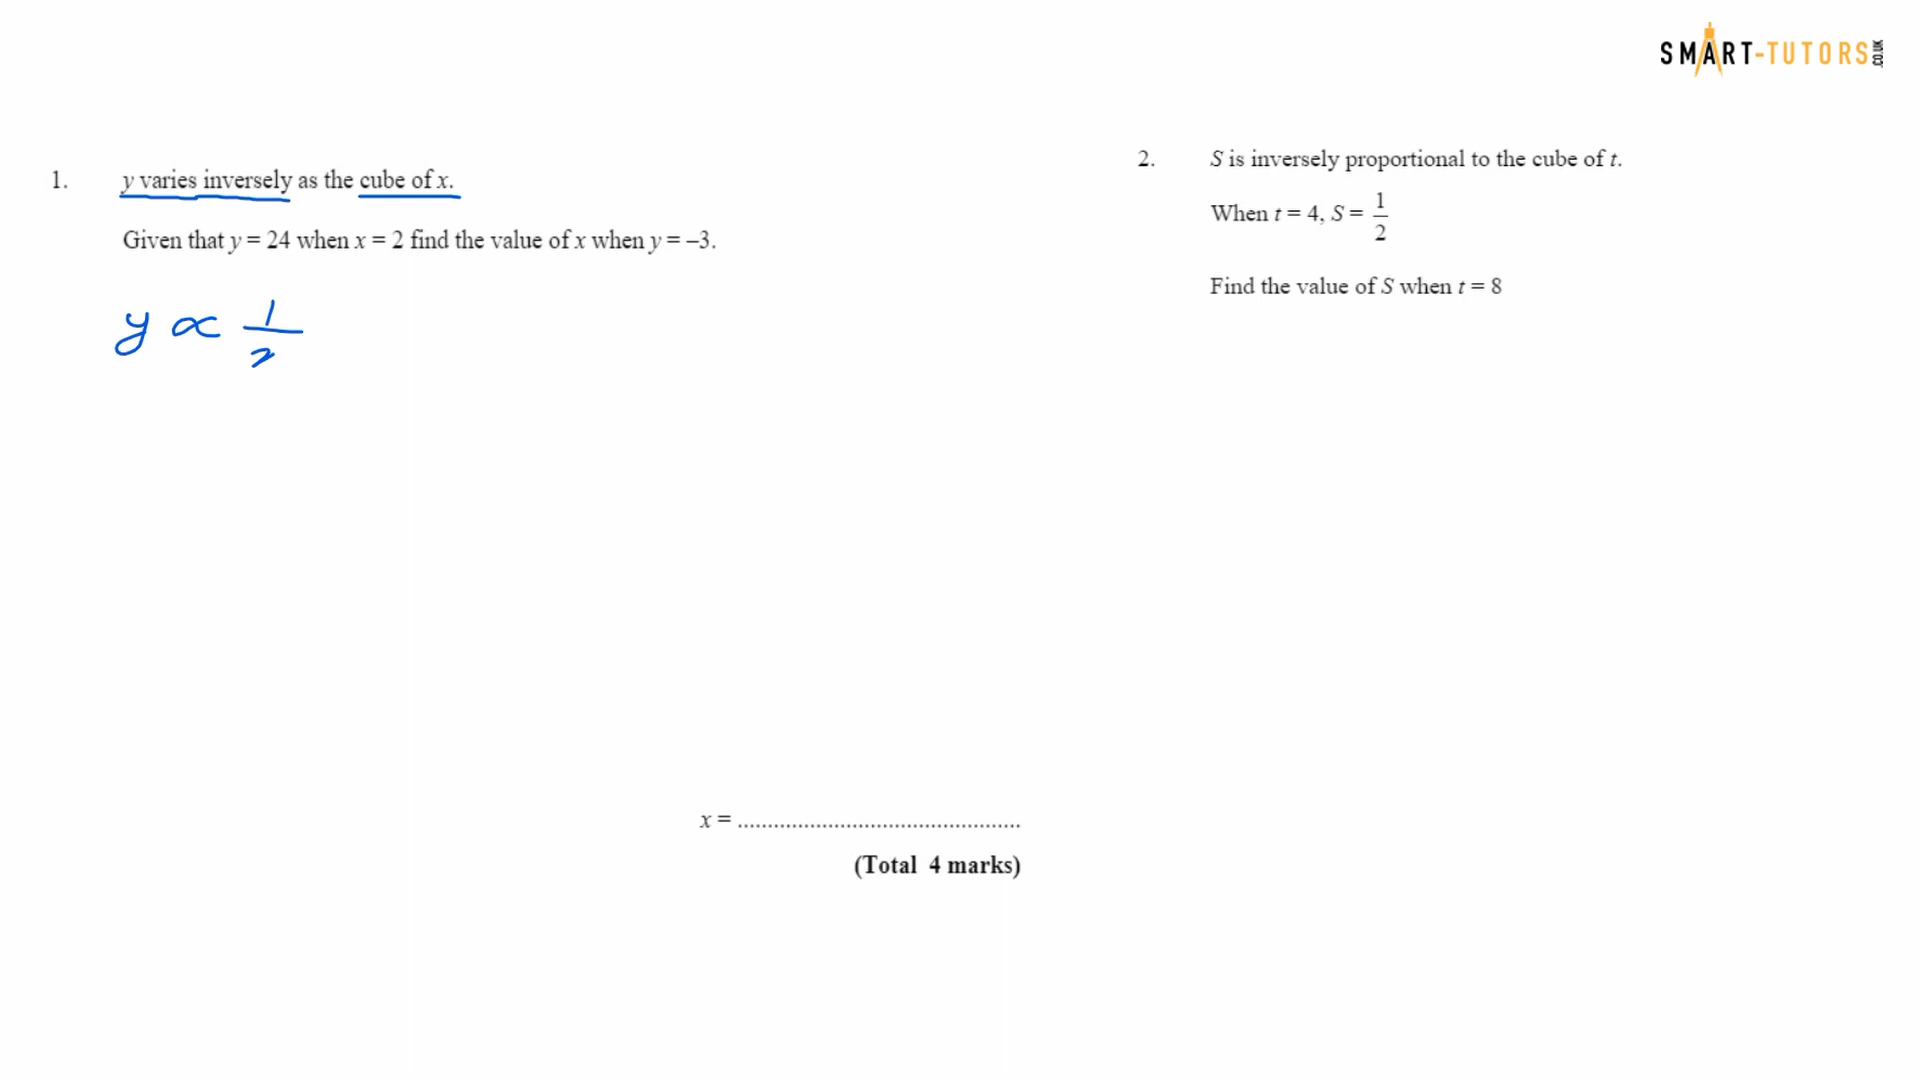 SMART-TUTORS.CO.UK
1. y varies inversely as the cube of x.
Given that y = 24 when x = 2 find the value of x when y = –3.
y ∝ 1/
x = ...............................................
(Total 4 marks)
2. S is inversely proportional to the cube of t.
When t = 4, S = 1/2
Find the value of S when t = 8